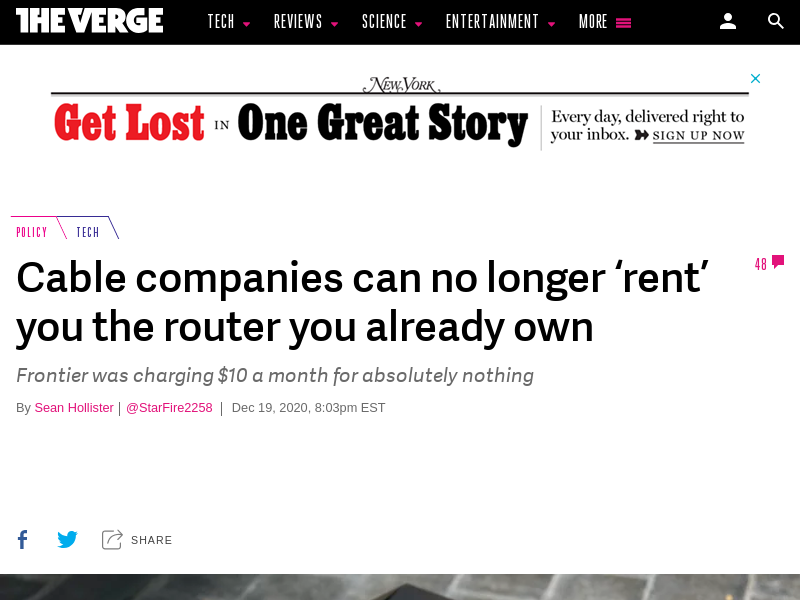 THE VERGE TECH REVIEWS SCIENCE ENTERTAINMENT MORE
NEW YORK
Get Lost IN One Great Story
Every day, delivered right to
your inbox. SIGN UP NOW
POLICY TECH
Cable companies can no longer ‘rent’
you the router you already own
48
Frontier was charging $10 a month for absolutely nothing
By Sean Hollister | @StarFire2258 | Dec 19, 2020, 8:03pm EST
SHARE